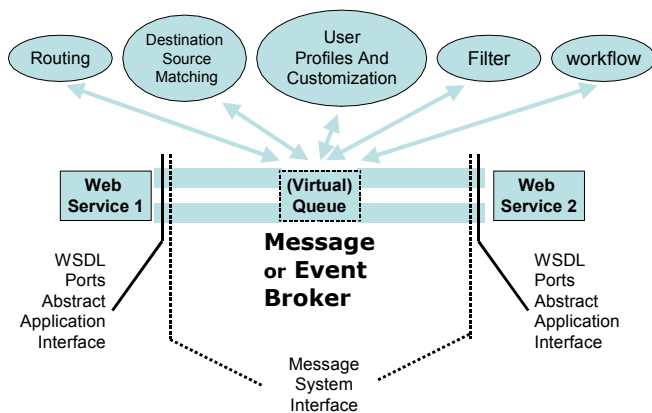 Routing
Destination
Source
Matching
User
Profiles And
Customization
Filter
workflow
Web
Service 1
(Virtual)
Queue
Web
Service 2
Message
or Event
Broker
WSDL
Ports
Abstract
Application
Interface
WSDL
Ports
Abstract
Application
Interface
Message
System
Interface